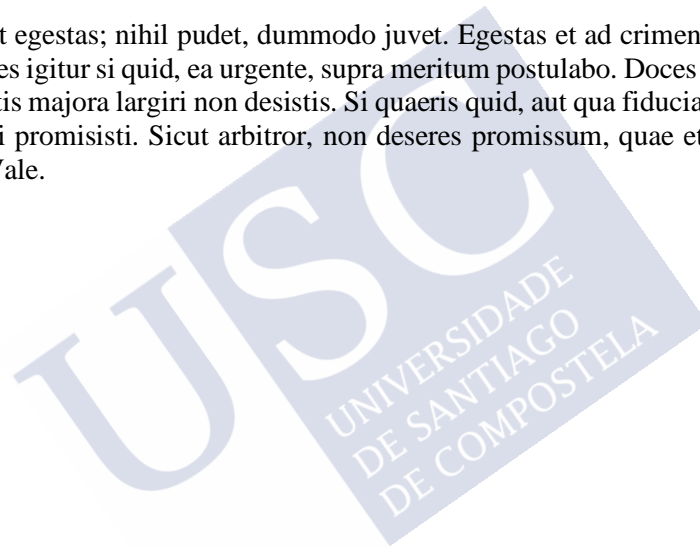 t egestas; nihil pudet, dummodo juvet. Egestas et ad crimen
es igitur si quid, ea urgente, supra meritum postulabo. Doces
tis majora largiri non desistis. Si quaeris quid, aut qua fiducia
i promisisti. Sicut arbitror, non deseres promissum, quae et
Vale.
USC
UNIVERSIDADE
DE SANTIAGO
DE COMPOSTELA